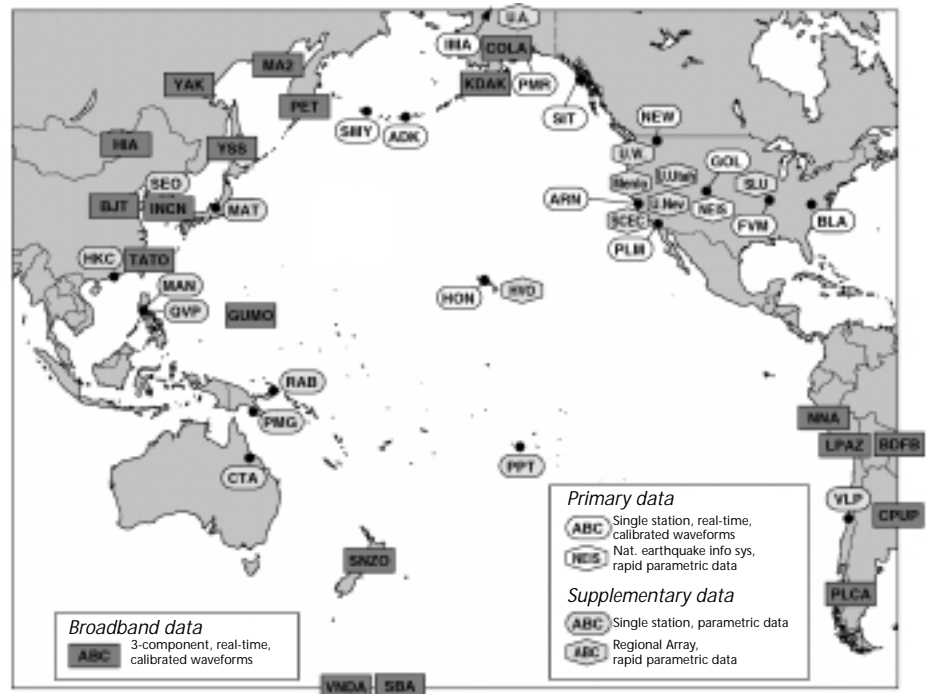 U.A.
IMA
COLA
MA2
YAK
KDAK
PMR
PET
SMY
ADK
SIT
NEW
HIA
YSS
U.W.
GOL
SEO
Menlo
U.Utah
SLU
BJT
INCN
MAT
ARN
U.Nev
NEIS
SCEC
FVM
BLA
PLM
HKC
TATO
MAN
QVP
GUMO
HON
HVO
RAB
PMG
NNA
LPAZ
BDFB
CTA
PPT
VLP
CPUP
SNZO
PLCA
Primary data
ABC Single station, real-time,
calibrated waveforms
NEIS Nat. earthquake info sys,
rapid parametric data
Supplementary data
ABC Single station, parametric data
ABC Regional Array,
rapid parametric data
Broadband data
ABC 3-component, real-time,
calibrated waveforms
VNDA
SBA